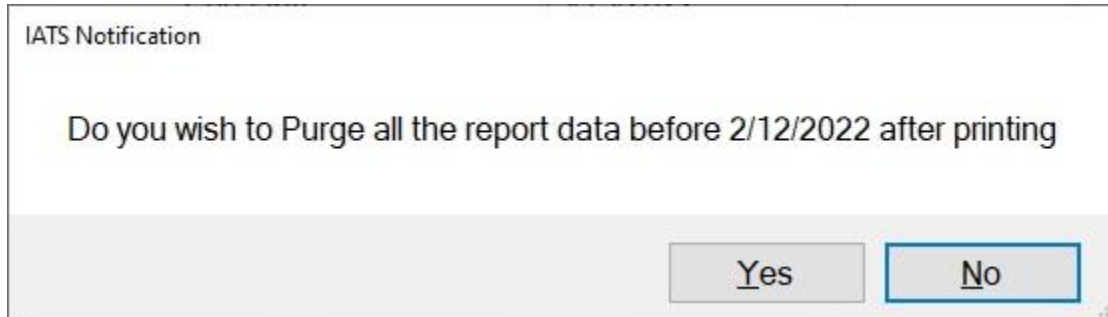 IATS Notification
Do you wish to Purge all the report data before 2/12/2022 after printing
Yes No